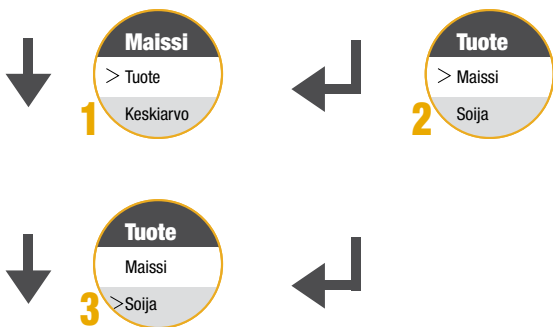 Maissi
> Tuote
Keskiarvo
1
Tuote
> Maissi
Soija
2
Tuote
Maissi
>Soija
3